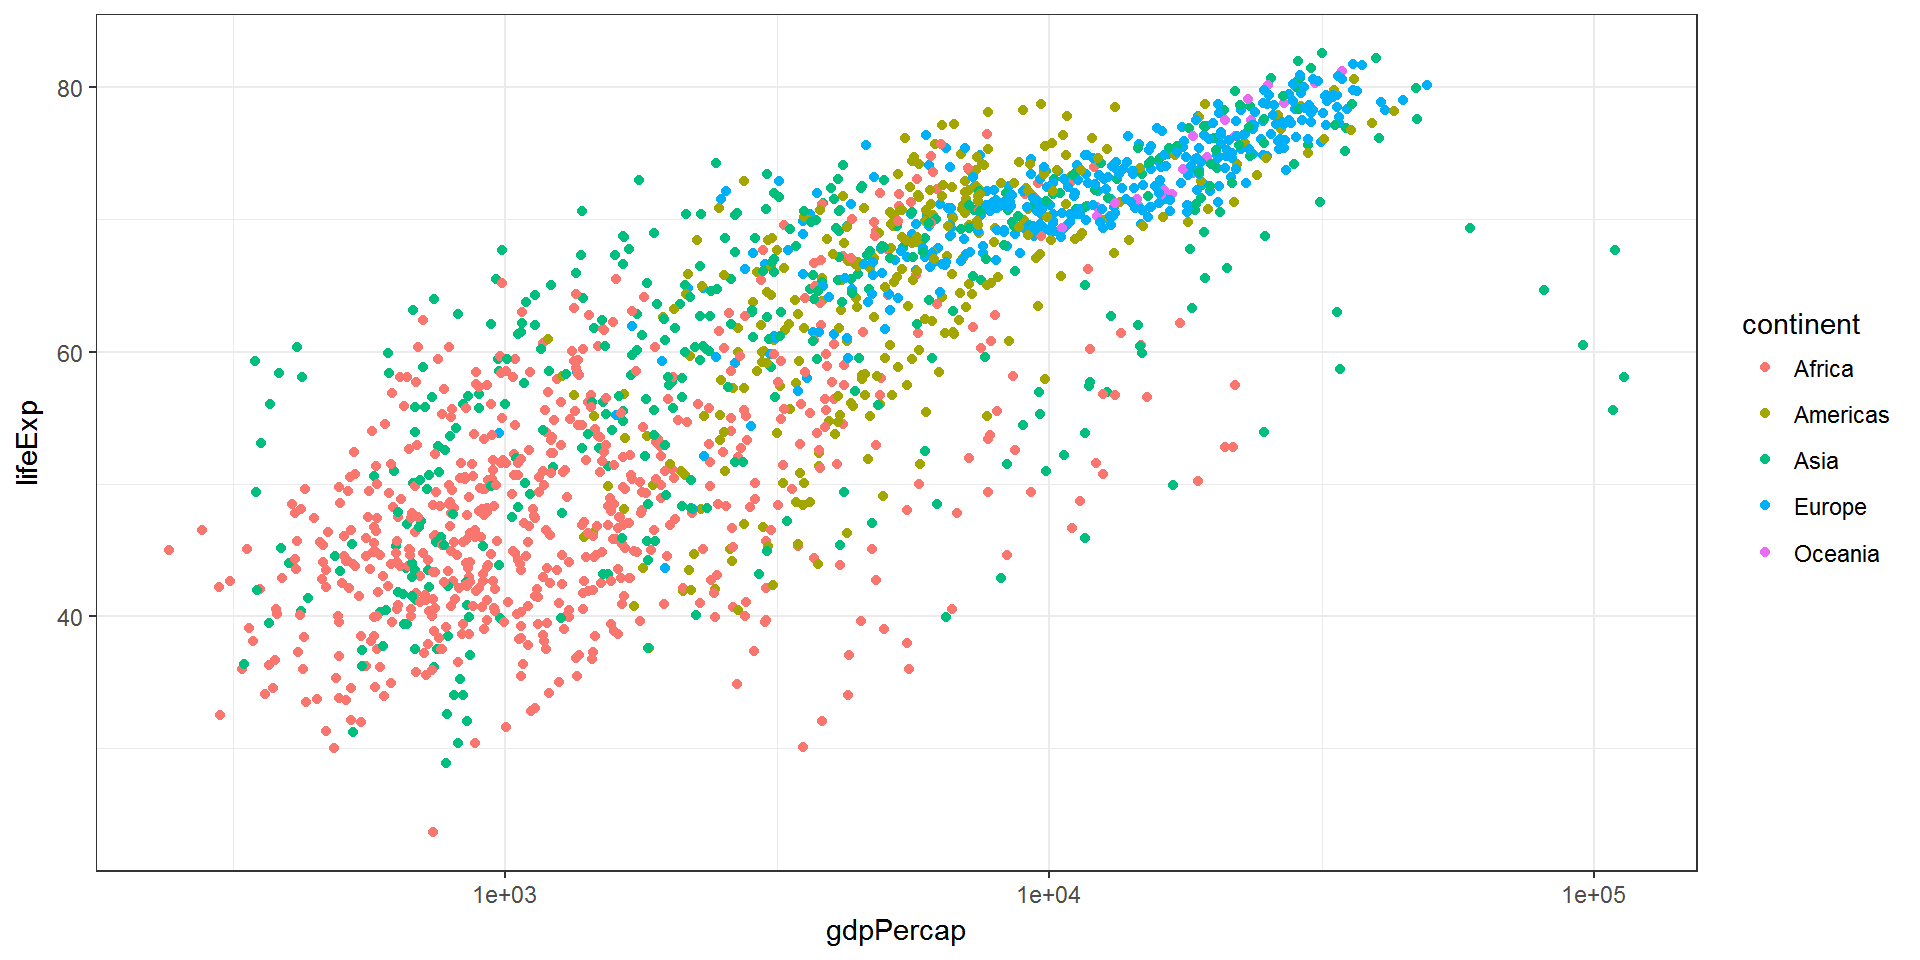 80
60
40
lifeExp
1e+03
1e+04
1e+05
gdpPercap
continent
Africa
Americas
Asia
Europe
Oceania